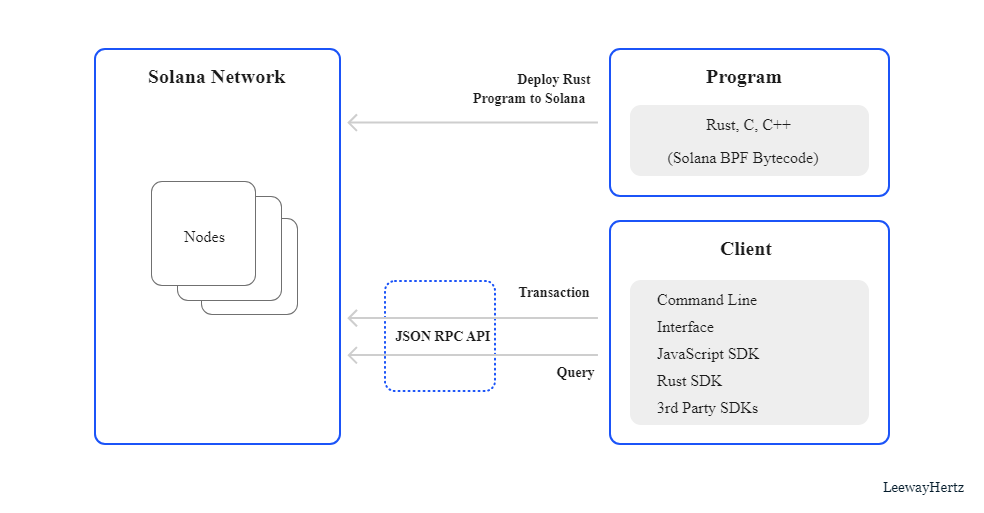 Solana Network
Nodes
Deploy Rust
Program to Solana
Program
Rust, C, C++
(Solana BPF Bytecode)
Client
Command Line
Interface
JavaScript SDK
Rust SDK
3rd Party SDKs
Transaction
JSON RPC API
Query
LeewayHertz